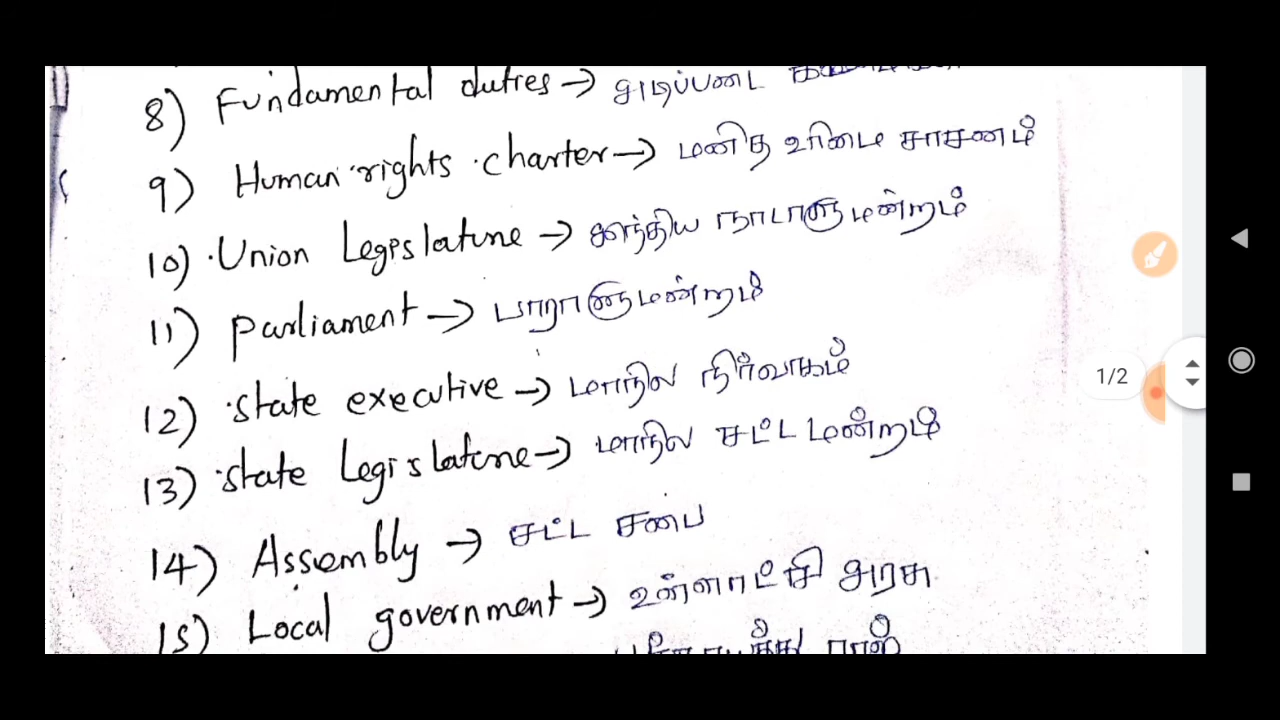 8) Fundamental duties → அடிப்படை
9) Human rights charter → மனித உரிமை சாசனம்
10) Union Legislature → மத்திய நாடாளுமன்றம்
11) Parliament → பாராளுமன்றம்
12) state executive → மாநில நிர்வாகம்
13) state Legislature → மாநில சட்ட மன்றம்
14) Assembly → சட்ட சபை
15) Local government → உள்ளாட்சி அரசு
ராஜ்
1/2